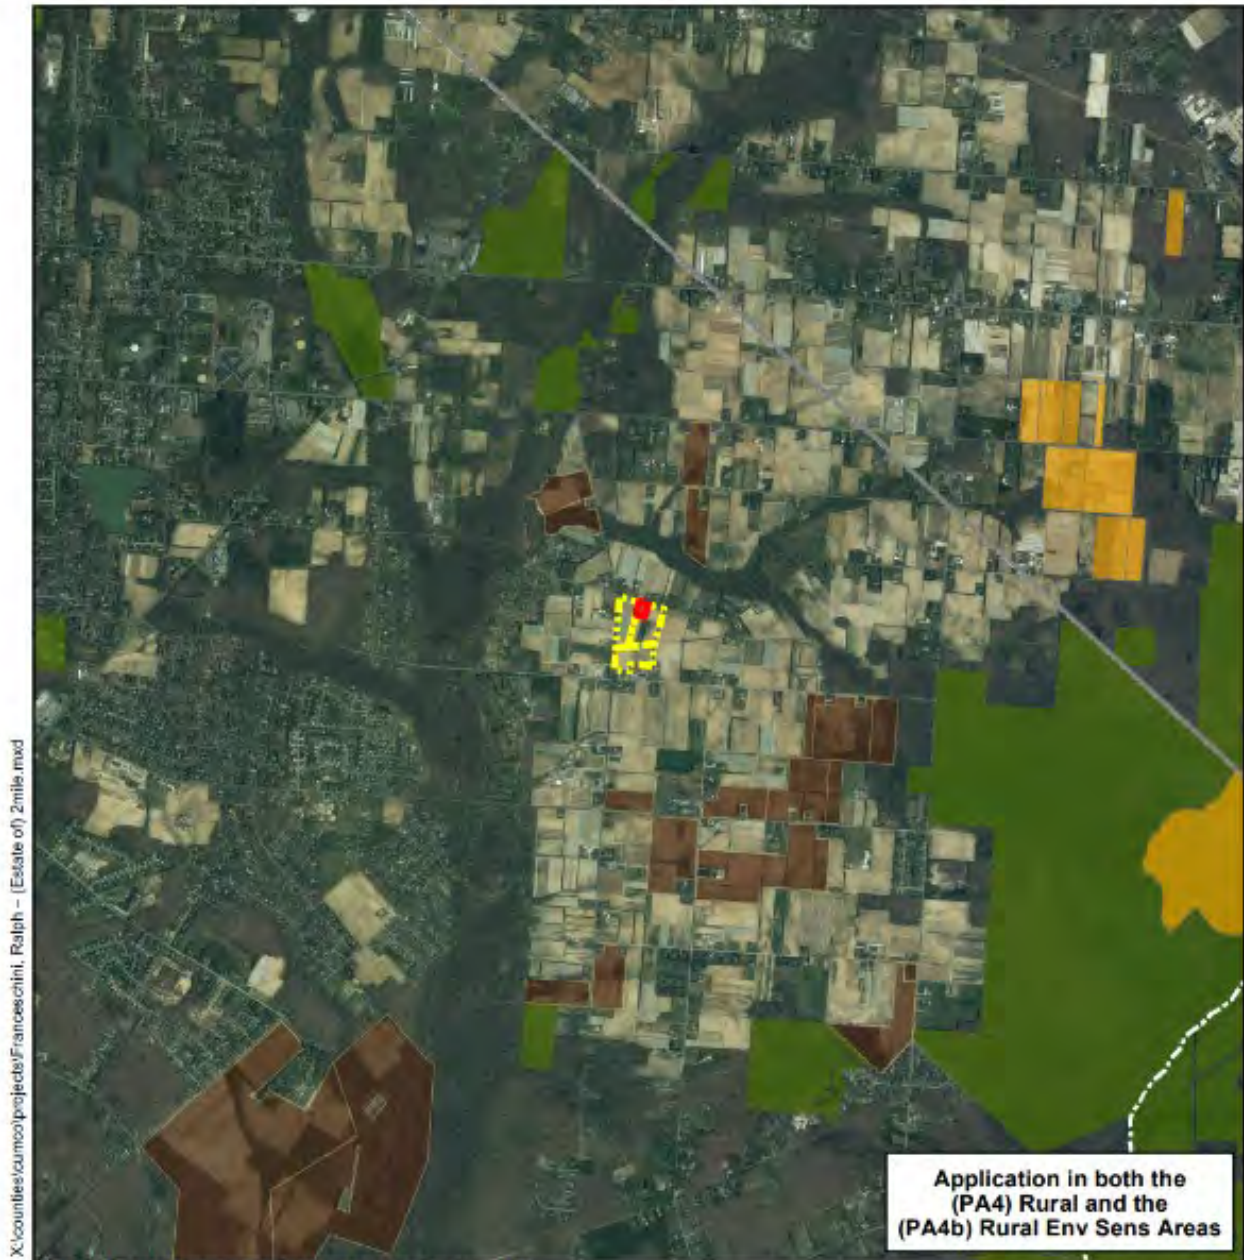 X:\counties\cumco\projects\Franceschini, Ralph - (Estate of) 2mile.mxd
Application in both the
(PA4) Rural and the
(PA4b) Rural Env Sens Areas